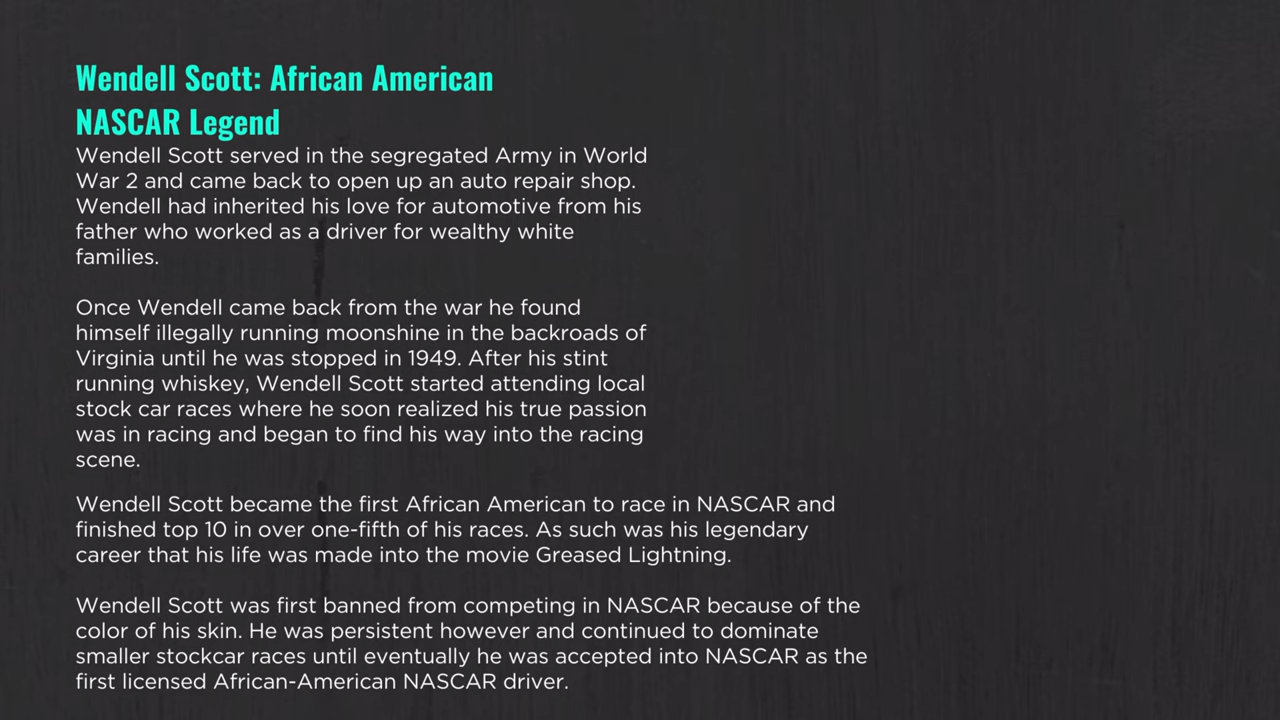 Wendell Scott: African American
NASCAR Legend
Wendell Scott served in the segregated Army in World
War 2 and came back to open up an auto repair shop.
Wendell had inherited his love for automotive from his
father who worked as a driver for wealthy white
families.
Once Wendell came back from the war he found
himself illegally running moonshine in the backroads of
Virginia until he was stopped in 1949. After his stint
running whiskey, Wendell Scott started attending local
stock car races where he soon realized his true passion
was in racing and began to find his way into the racing
scene.
Wendell Scott became the first African American to race in NASCAR and
finished top 10 in over one-fifth of his races. As such was his legendary
career that his life was made into the movie Greased Lightning.
Wendell Scott was first banned from competing in NASCAR because of the
color of his skin. He was persistent however and continued to dominate
smaller stockcar races until eventually he was accepted into NASCAR as the
first licensed African-American NASCAR driver.